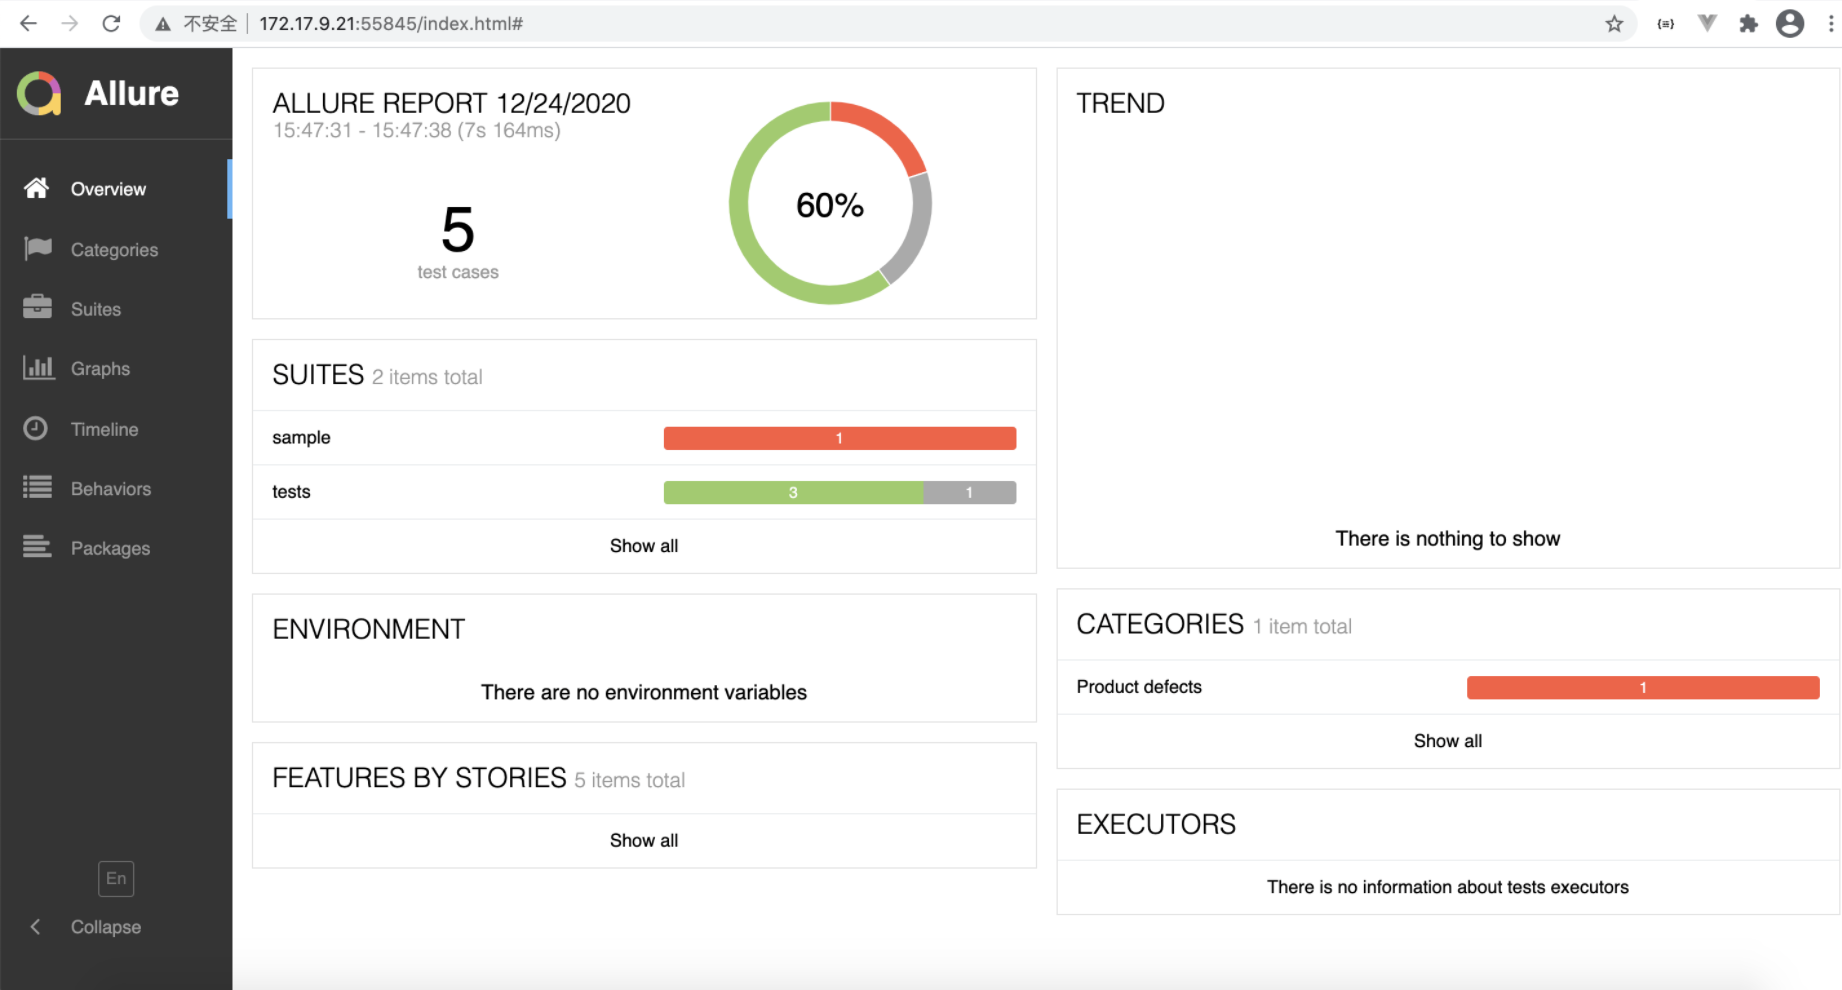 不安全 172.17.9.21:55845/index.html#
Allure
Overview
Categories
Suites
Graphs
Timeline
Behaviors
Packages
En
Collapse
ALLURE REPORT 12/24/2020
15:47:31 - 15:47:38 (7s 164ms)
5
test cases
60%
SUITES 2 items total
sample 1
tests 3 1
Show all
ENVIRONMENT
There are no environment variables
FEATURES BY STORIES 5 items total
Show all
TREND
There is nothing to show
CATEGORIES 1 item total
Product defects 1
Show all
EXECUTORS
There is no information about tests executors